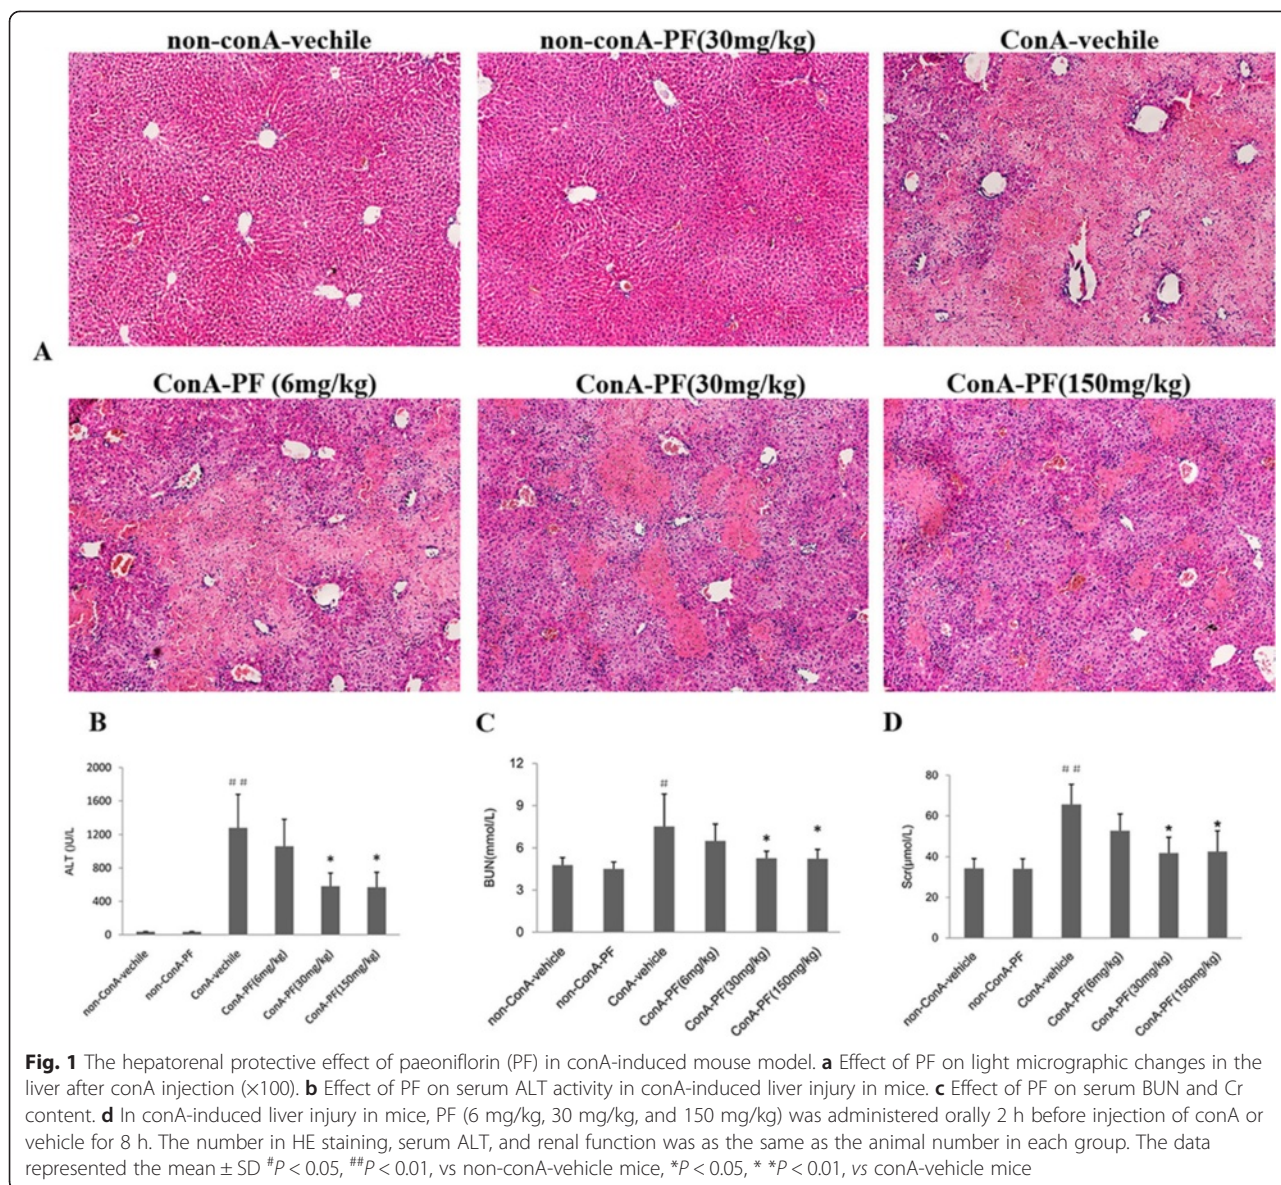 non-conA-vechile non-conA-PF(30mg/kg) ConA-vechile
A
ConA-PF (6mg/kg) ConA-PF(30mg/kg) ConA-PF(150mg/kg)
B C D
ALT (IU/L
2000
1600
1200
800
400
0
##
*
*
non-ConA-vechile
non-ConA-PF
ConA-vechile
ConA-PF(6mg/kg)
ConA-PF(30mg/kg)
ConA-PF(150mg/kg)
BUN(mmol/L)
12
9
6
3
0
#
*
*
non-ConA-vehicle
non-ConA-PF
ConA-vehicle
ConA-PF(6mg/kg)
ConA-PF(30mg/kg)
ConA-PF(150mg/kg)
Scr(μmol/L)
80
60
40
20
0
##
*
*
non-ConA-vehicle
non-ConA-PF
ConA-vehicle
ConA-PF(6mg/kg)
ConA-PF(30mg/kg)
ConA-PF(150mg/kg)
Fig. 1 The hepatorenal protective effect of paeoniflorin (PF) in conA-induced mouse model. a Effect of PF on light micrographic changes in the
liver after conA injection (×100). b Effect of PF on serum ALT activity in conA-induced liver injury in mice. c Effect of PF on serum BUN and Cr
content. d In conA-induced liver injury in mice, PF (6 mg/kg, 30 mg/kg, and 150 mg/kg) was administered orally 2 h before injection of conA or
vehicle for 8 h. The number in HE staining, serum ALT, and renal function was as the same as the animal number in each group. The data
represented the mean ± SD #P < 0.05, ##P < 0.01, vs non-conA-vehicle mice, *P < 0.05, * *P < 0.01, vs conA-vehicle mice